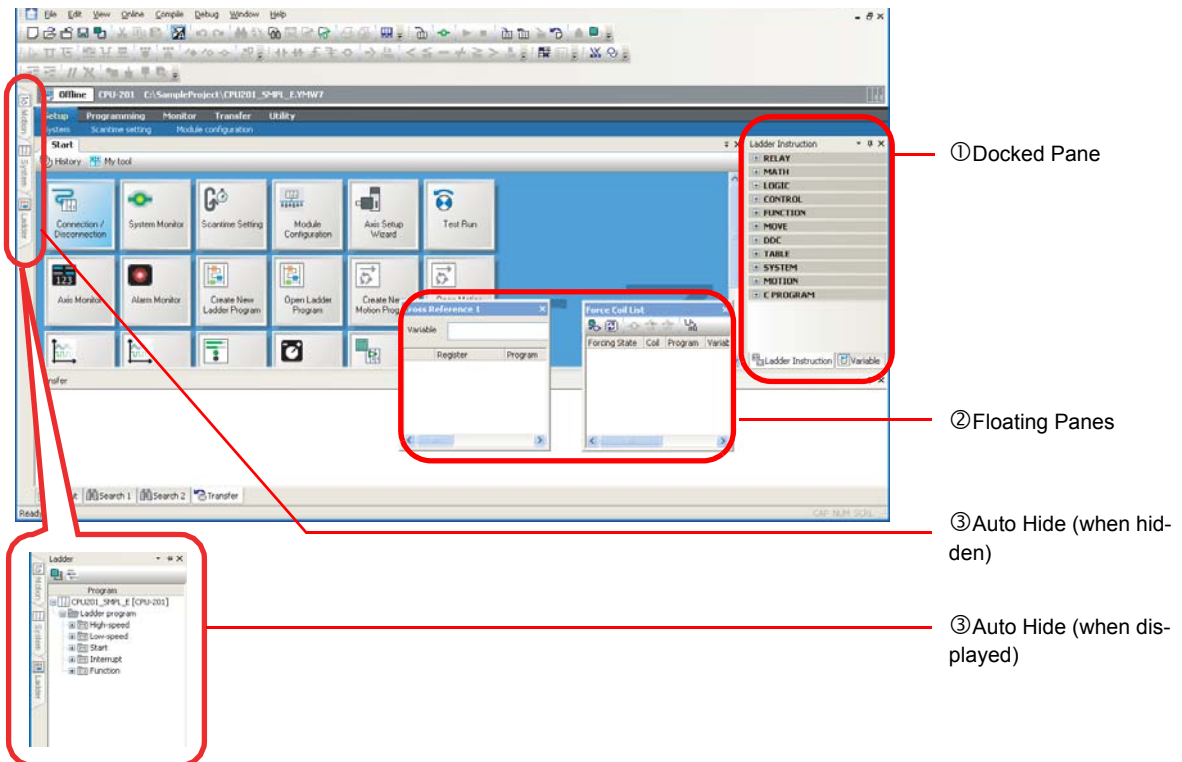 File Edit View Online Compile Debug Window Help
Offline CPU-201 C:\SampleProject\CPU201_SMPL_E.YMW7
Setup Programming Monitor Transfer Utility
System Scantime setting Module configuration
Start
History My tool
Motion
System
Ladder
Connection / Disconnection
System Monitor
Scantime Setting
Module Configuration
Axis Setup Wizard
Test Run
Axis Monitor
Alarm Monitor
Create New Ladder Program
Open Ladder Program
Ladder Instruction
RELAY
MATH
LOGIC
CONTROL
FUNCTION
MOVE
DDC
TABLE
SYSTEM
MOTION
C PROGRAM
Ladder Instruction Variable
Cross Reference 1
Variable
Register Program
Force Coil List
Forcing State Coil Program Variab
Search 1 Search 2 Transfer
Ready
CAP NUM SCRL
①Docked Pane
②Floating Panes
③Auto Hide (when hid-
den)
③Auto Hide (when dis-
played)
Ladder
Motion
System
Ladder
Program
CPU201_SMPL_E [CPU-201]
Ladder program
High-speed
Low-speed
Start
Interrupt
Function